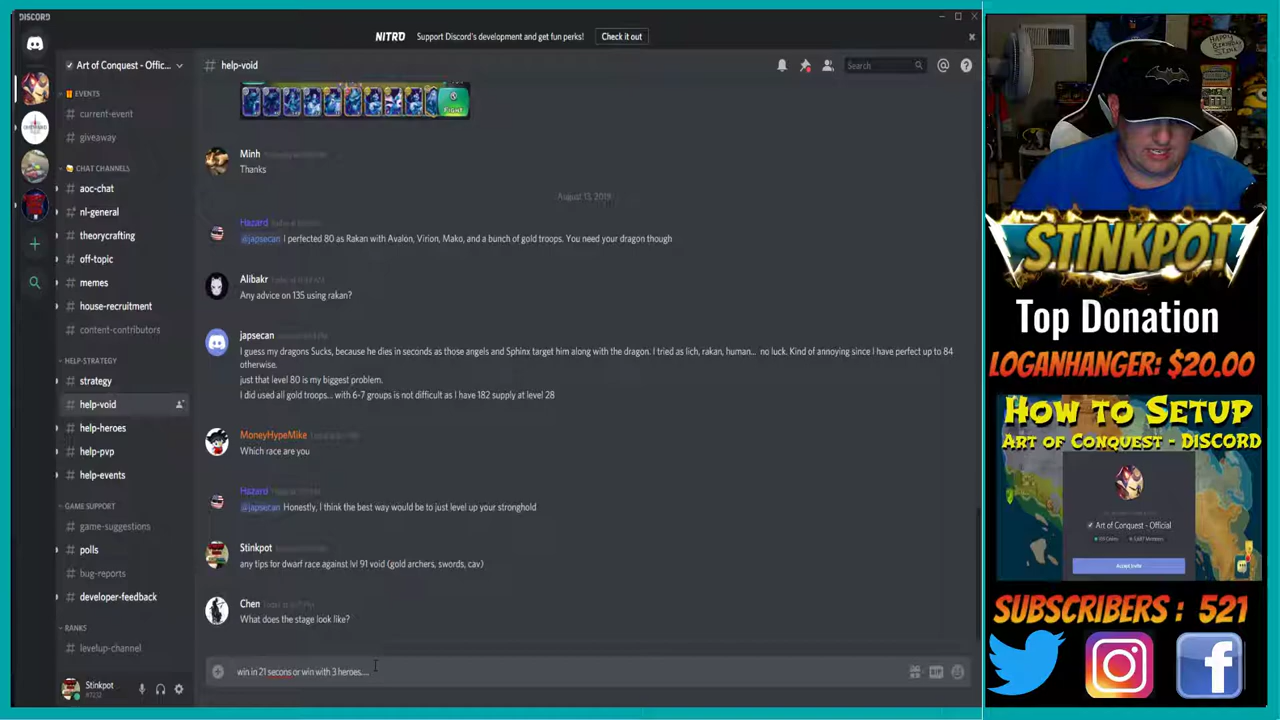 DISCORD
NITRO Support Discord's development and get fun perks! Check it out
Art of Conquest - Offic...
# help-void
Search
EVENTS
# current-event
# giveaway
CHAT CHANNELS
# aoc-chat
# nl-general
# theorycrafting
# off-topic
# memes
# house-recruitment
# content-contributors
HELP-STRATEGY
# strategy
# help-void
# help-heroes
# help-pvp
# help-events
GAME SUPPORT
# game-suggestions
# polls
# bug-reports
# developer-feedback
RANKS
# levelup-channel
Stinkpot
Fight
Minh
Thanks
August 13, 2019
Hazard
@japsecan I perfected 80 as Rakan with Avalon, Virion, Mako, and a bunch of gold troops. You need your dragon though
Alibakr
Any advice on 135 using rakan?
japsecan
I guess my dragons Sucks, because he dies in seconds as those angels and Sphinx target him along with the dragon. I tried as lich, rakan, human... no luck. Kind of annoying since I have perfect up to 84
otherwise.
just that level 80 is my biggest problem.
I did used all gold troops... with 6-7 groups is not difficult as I have 182 supply at level 28
MoneyHypeMike
Which race are you
Hazard
@japsecan Honestly, I think the best way would be to just level up your stronghold
Stinkpot
any tips for dwarf race against lvl 91 void (gold archers, swords, cav)
Chen
What does the stage look like?
win in 21 secons or win with 3 heroes....
GIF
HAPPY
BIRTHDAY
STINKPOT
Top Donation
LOGANHANGER: $20.00
HOW TO SETUP
ART OF CONQUEST - DISCORD
Art of Conquest - Official
Accept Invite
SUBSCRIBERS : 521